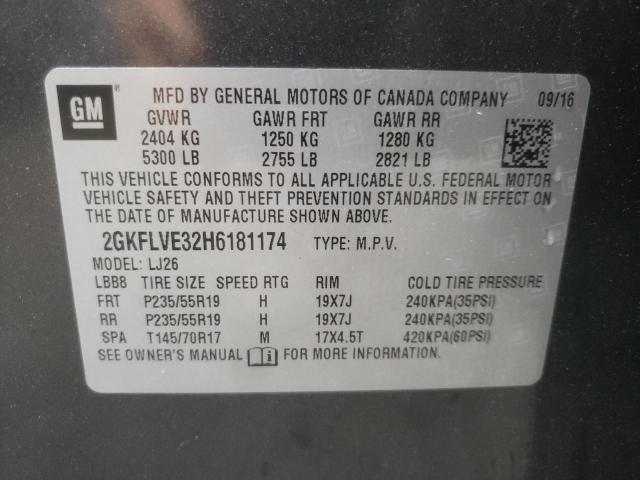 GM
MFD BY GENERAL MOTORS OF CANADA COMPANY 09/16
GVWR GAWR FRT GAWR RR
2404 KG 1250 KG 1280 KG
5300 LB 2755 LB 2821 LB
THIS VEHICLE CONFORMS TO ALL APPLICABLE U.S. FEDERAL MOTOR
VEHICLE SAFETY AND THEFT PREVENTION STANDARDS IN EFFECT ON
THE DATE OF MANUFACTURE SHOWN ABOVE.
2GKFLVE32H6181174 TYPE: M.P.V.
MODEL: LJ26
LBB8 TIRE SIZE SPEED RTG RIM COLD TIRE PRESSURE
FRT P235/55R19 H 19X7J 240KPA(35PSI)
RR P235/55R19 H 19X7J 240KPA(35PSI)
SPA T145/70R17 M 17X4.5T 420KPA(60PSI)
SEE OWNER'S MANUAL i FOR MORE INFORMATION.